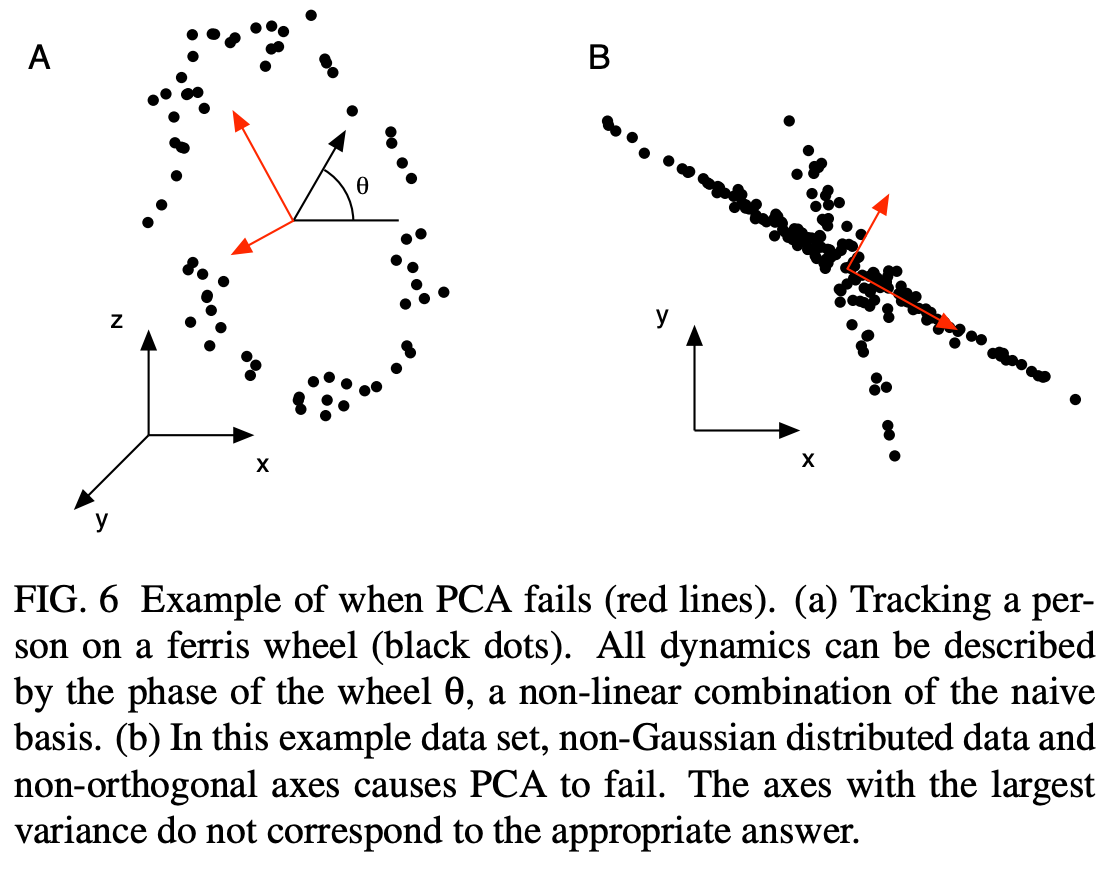 A
B
θ
z
x
y
y
x
FIG. 6 Example of when PCA fails (red lines). (a) Tracking a per-
son on a ferris wheel (black dots). All dynamics can be described
by the phase of the wheel θ, a non-linear combination of the naive
basis. (b) In this example data set, non-Gaussian distributed data and
non-orthogonal axes causes PCA to fail. The axes with the largest
variance do not correspond to the appropriate answer.